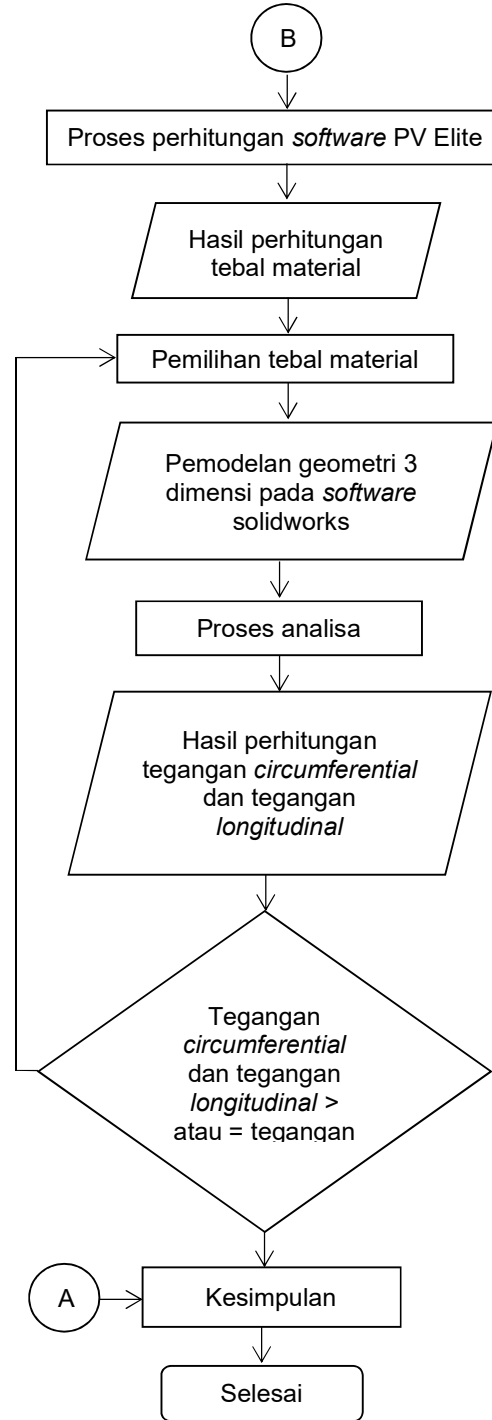 B
Proses perhitungan software PV Elite
Hasil perhitungan
tebal material
Pemilihan tebal material
Pemodelan geometri 3
dimensi pada software
solidworks
Proses analisa
Hasil perhitungan
tegangan circumferential
dan tegangan
longitudinal
Tegangan
circumferential
dan tegangan
longitudinal >
atau = tegangan
A
Kesimpulan
Selesai